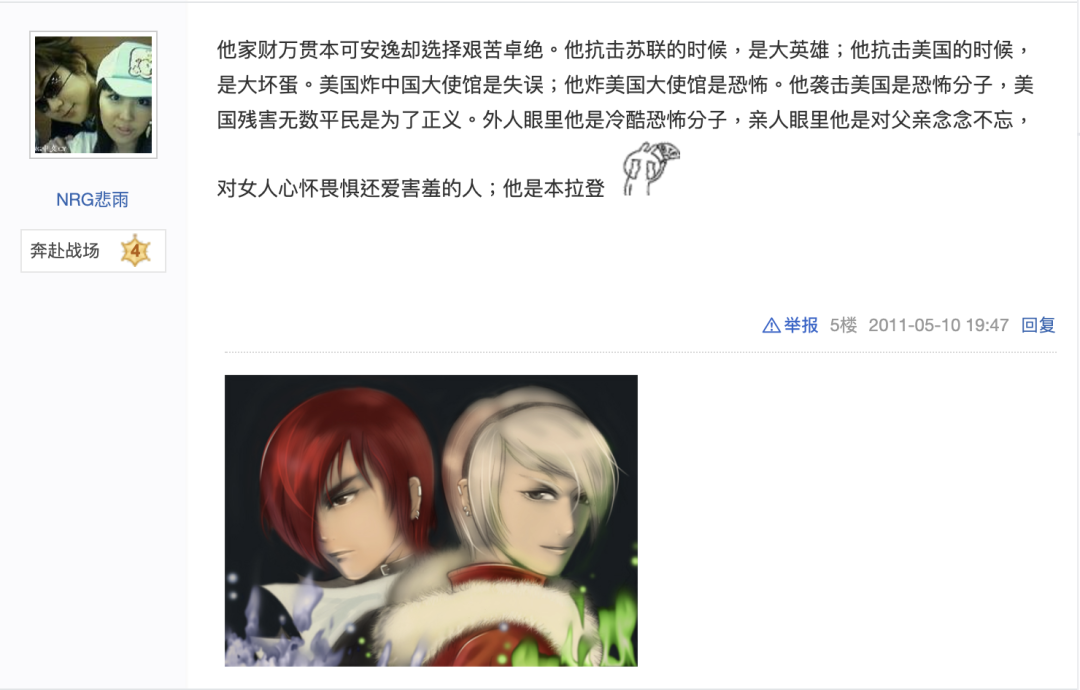 他家财万贯本可安逸却选择艰苦卓绝。他抗击苏联的时候，是大英雄；他抗击美国的时候，
是大坏蛋。美国炸中国大使馆是失误；他炸美国大使馆是恐怖。他袭击美国是恐怖分子，美
国残害无数平民是为了正义。外人眼里他是冷酷恐怖分子，亲人眼里他是对父亲念念不忘，
对女人心怀畏惧还爱害羞的人；他是本拉登
NRG悲雨
奔赴战场 4
举报 5楼 2011-05-10 19:47 回复